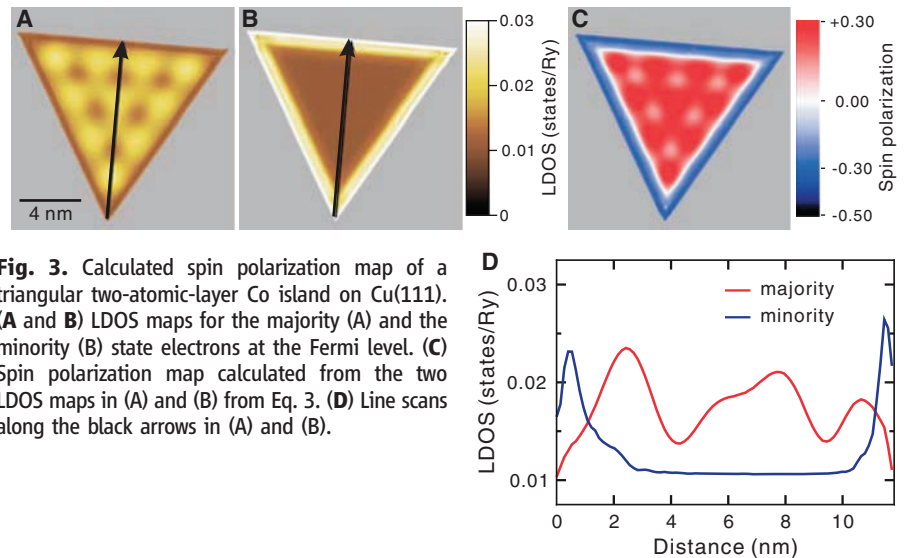 A
B
C
0.03
0.02
0.01
0
LDOS (states/Ry)
+0.30
0.00
-0.30
-0.50
Spin polarization
4 nm
Fig. 3. Calculated spin polarization map of a
triangular two-atomic-layer Co island on Cu(111).
(A and B) LDOS maps for the majority (A) and the
minority (B) state electrons at the Fermi level. (C)
Spin polarization map calculated from the two
LDOS maps in (A) and (B) from Eq. 3. (D) Line scans
along the black arrows in (A) and (B).
D
0.03
0.02
0.01
LDOS (states/Ry)
majority
minority
0 2 4 6 8 10
Distance (nm)